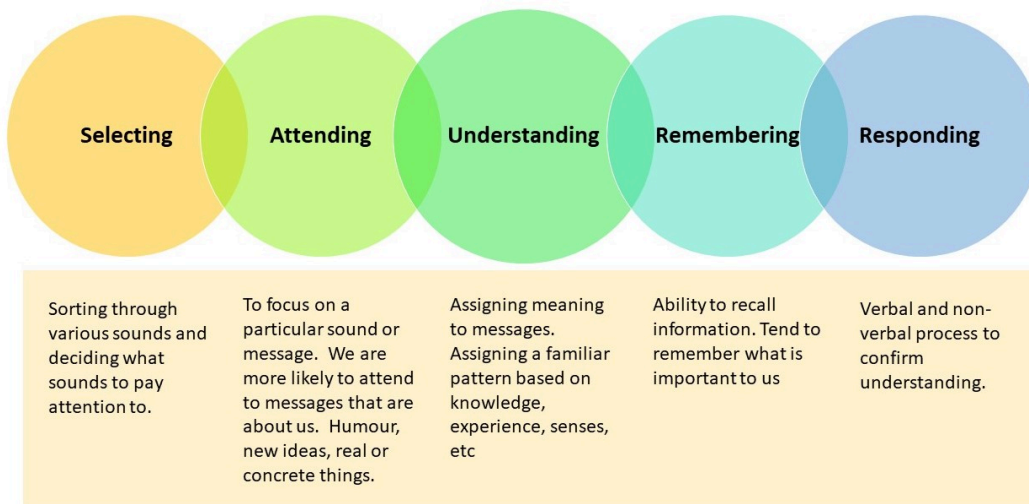 Selecting
Attending
Understanding
Remembering
Responding
Sorting through
various sounds and
deciding what
sounds to pay
attention to.
To focus on a
particular sound or
message.  We are
more likely to attend
to messages that are
about us.  Humour,
new ideas, real or
concrete things.
Assigning meaning
to messages.
Assigning a familiar
pattern based on
knowledge,
experience, senses,
etc
Ability to recall
information. Tend to
remember what is
important to us
Verbal and non-
verbal process to
confirm
understanding.